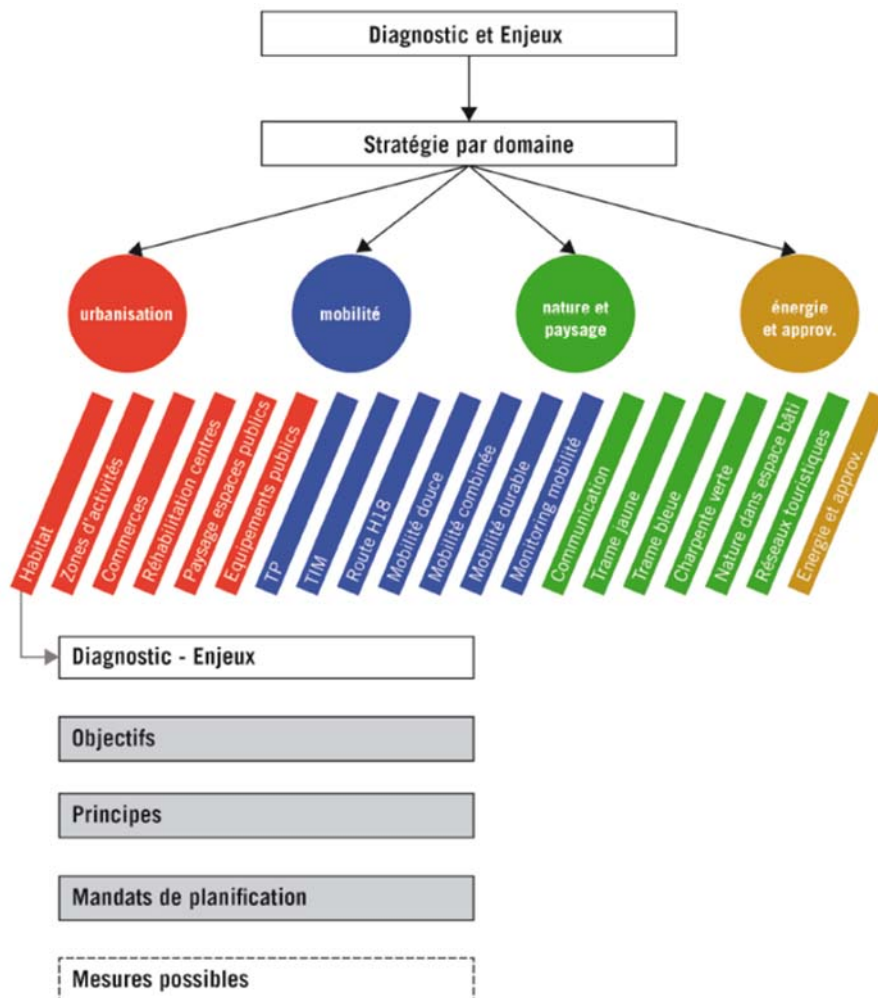 Diagnostic et Enjeux
Stratégie par domaine
urbanisation
mobilité
nature et
paysage
énergie
et approv.
Habitat
Zones d'activités
Commerces
Réhabilitation centres
Paysage espaces publics
Equipements publics
TP
TIM
Route H18
Mobilité douce
Mobilité combinée
Mobilité durable
Monitoring mobilité
Communication
Trame jaune
Trame bleue
Charpente verte
Nature dans espace bâti
Réseaux touristiques
Energie et approv.
Diagnostic - Enjeux
Objectifs
Principes
Mandats de planification
Mesures possibles